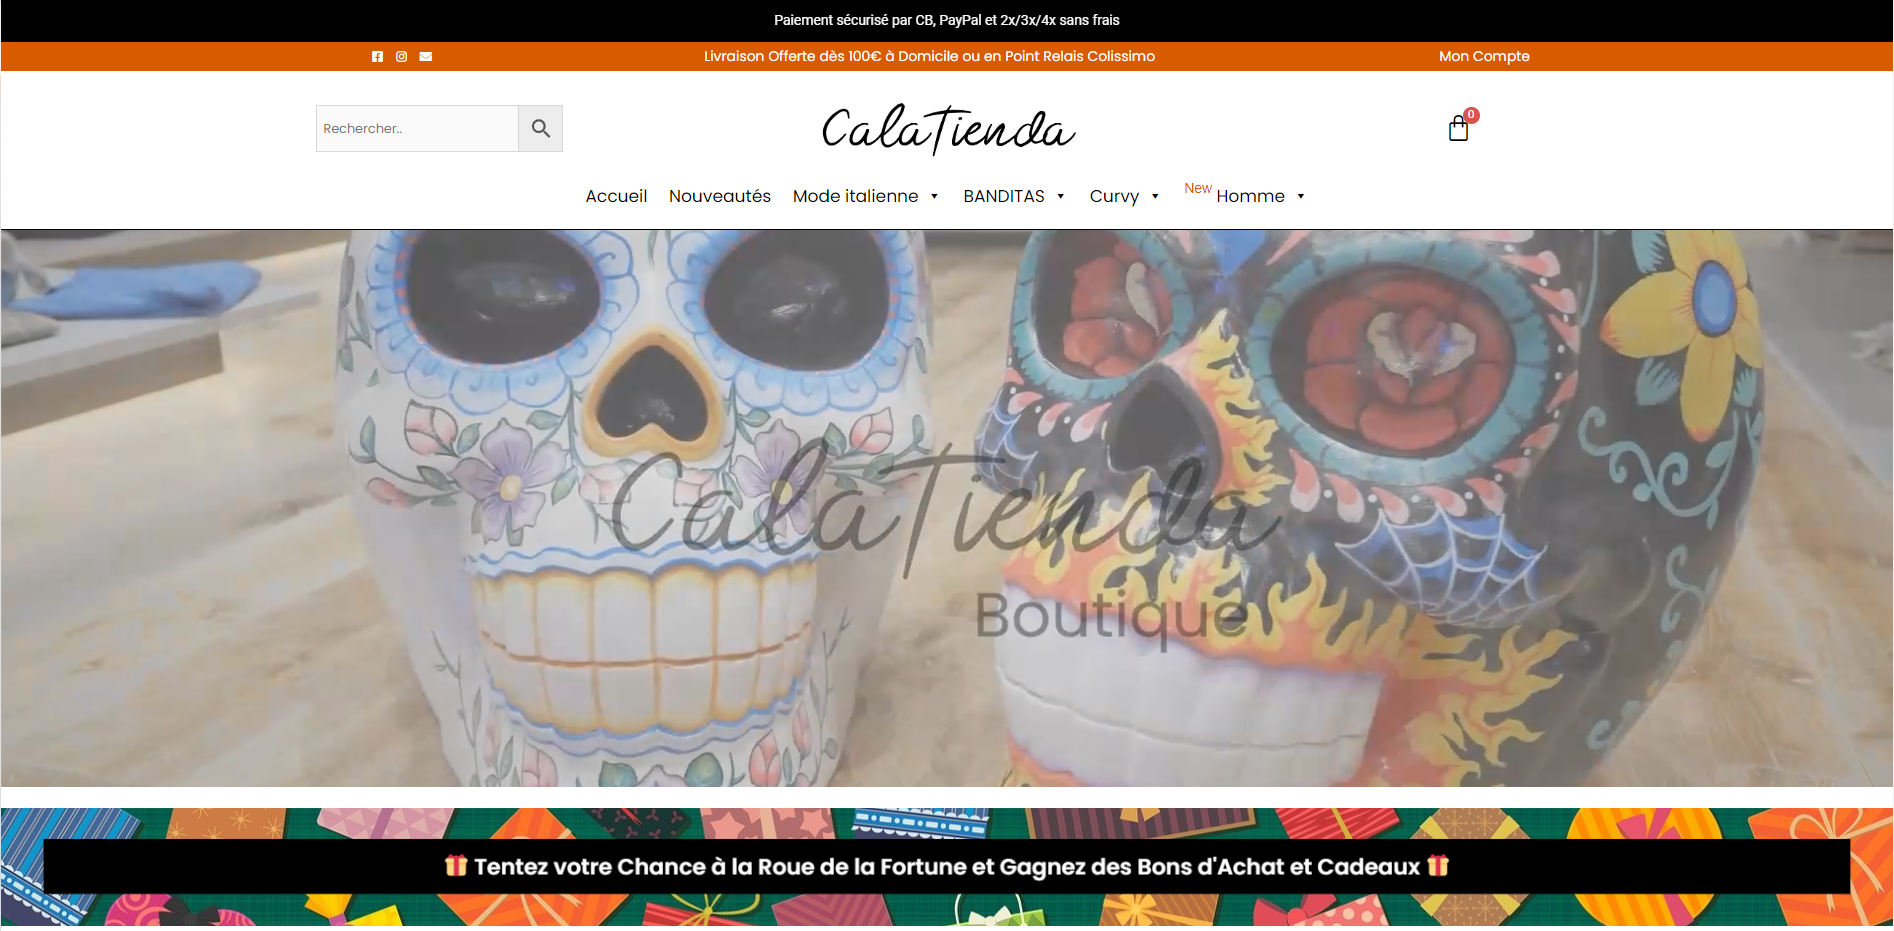 Paiement sécurisé par CB, PayPal et 2x/3x/4x sans frais
Livraison Offerte dès 100€ à Domicile ou en Point Relais Colissimo
Mon Compte
Rechercher..
CalaTienda
0
Accueil
Nouveautés
Mode italienne
BANDITAS
Curvy
New
Homme
CalaTienda
Boutique
Tentez votre Chance à la Roue de la Fortune et Gagnez des Bons d'Achat et Cadeaux